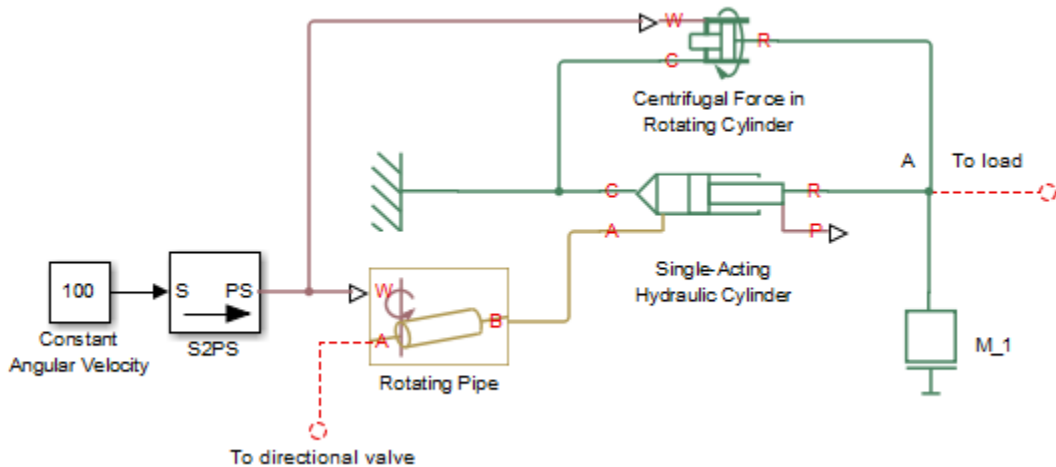 W
R
C
Centrifugal Force in
Rotating Cylinder
A
To load
C
R
A
P
Single-Acting
Hydraulic Cylinder
100
S PS
W
B
A
Constant
Angular Velocity
S2PS
Rotating Pipe
M_1
To directional valve